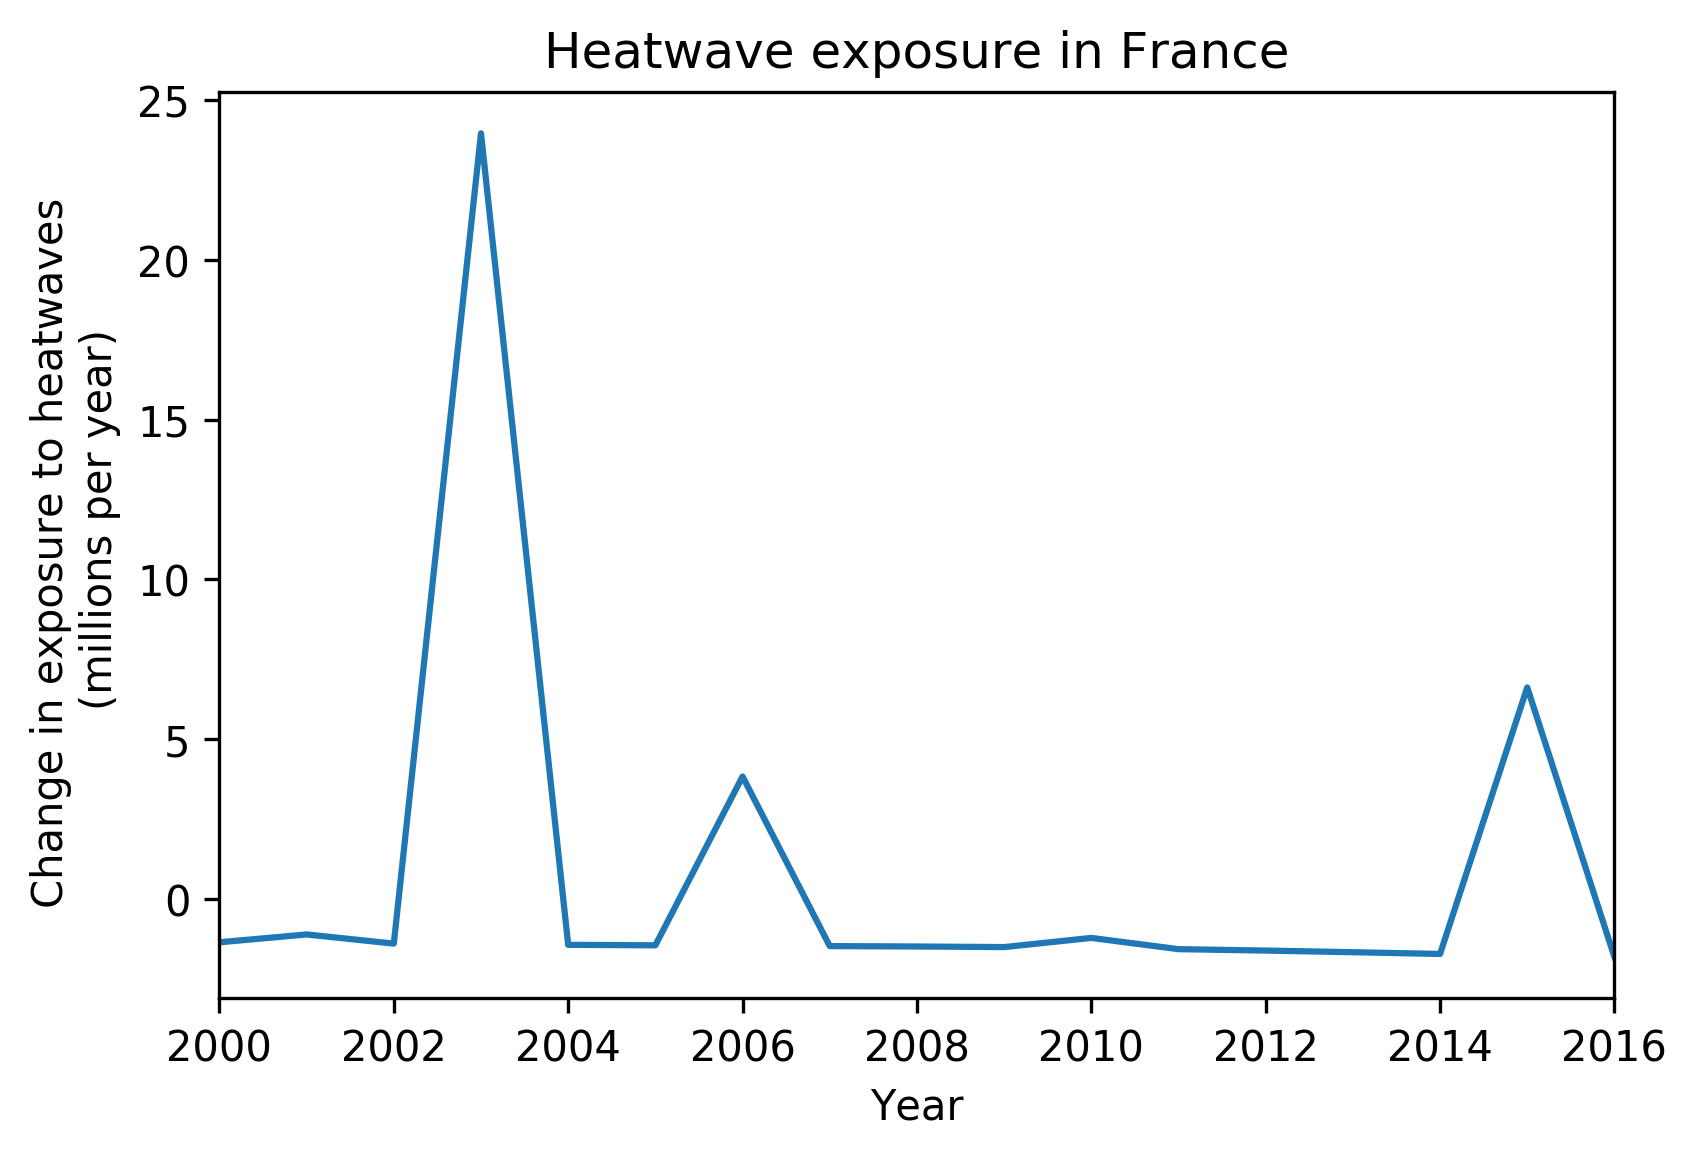 Heatwave exposure in France
Change in exposure to heatwaves
(millions per year)
25
20
15
10
5
0
2000 2002 2004 2006 2008 2010 2012 2014 2016
Year